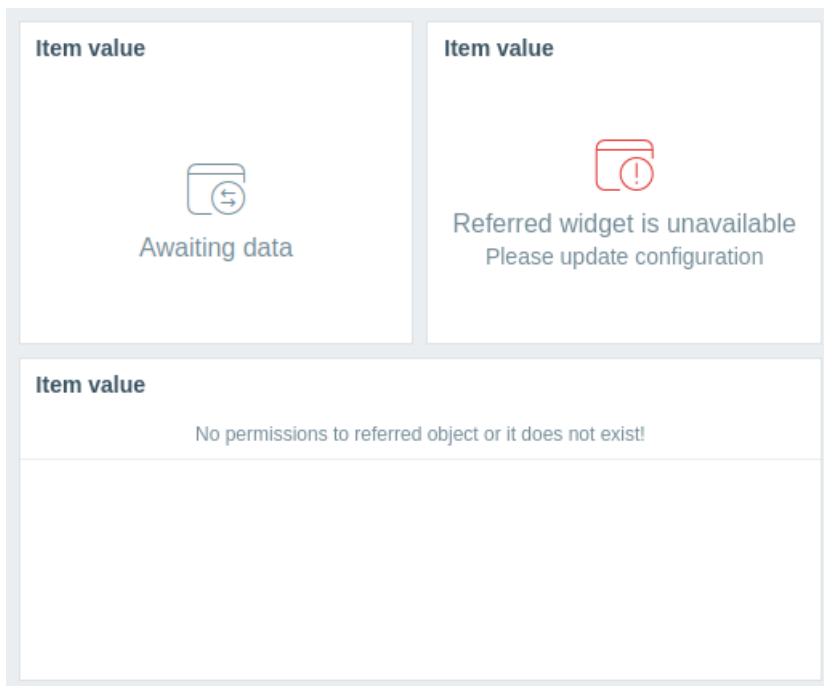 Item value
Awaiting data
Item value
Referred widget is unavailable
Please update configuration
Item value
No permissions to referred object or it does not exist!